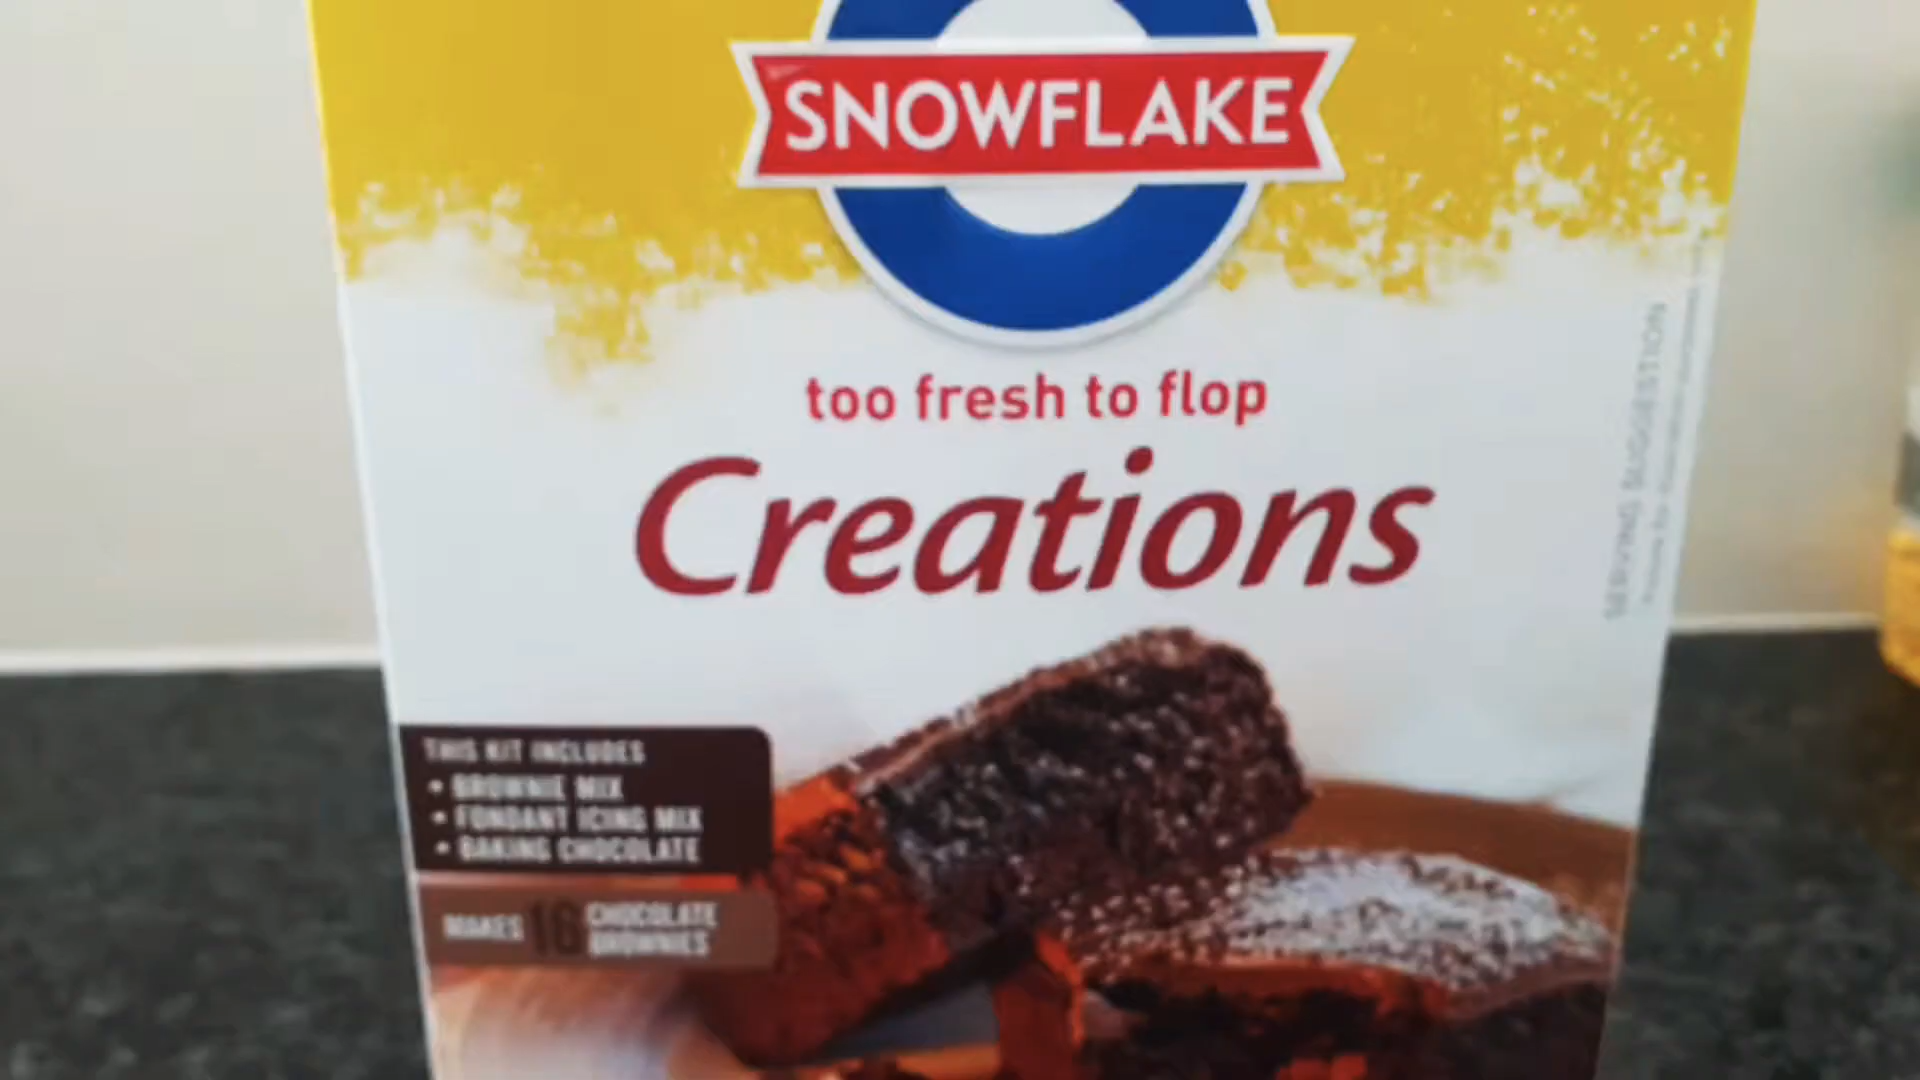 SNOWFLAKE
too fresh to flop
Creations
SERVING SUGGESTION
THIS KIT INCLUDES
• BROWNIE MIX
• FONDANT ICING MIX
• BAKING CHOCOLATE
MAKES 16 CHOCOLATE
BROWNIES